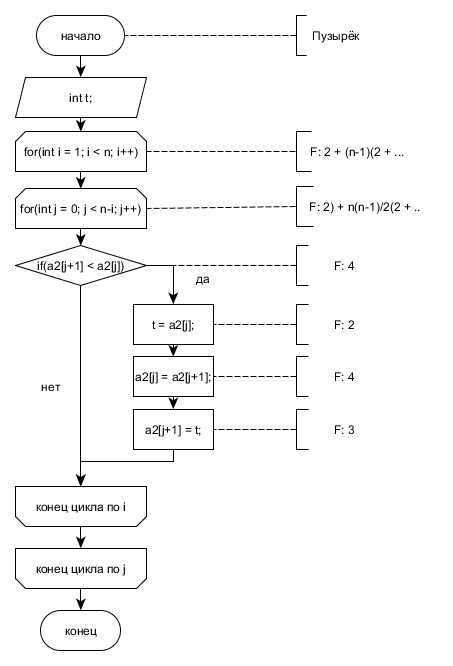 начало
Пузырёк
int t;
for(int i = 1; i < n; i++)
F: 2 + (n-1)(2 + ...
for(int j = 0; j < n-i; j++)
F: 2) + n(n-1)/2(2 + ..
if(a2[j+1] < a2[j])
F: 4
да
t = a2[j];
F: 2
a2[j] = a2[j+1];
F: 4
нет
a2[j+1] = t;
F: 3
конец цикла по i
конец цикла по j
конец